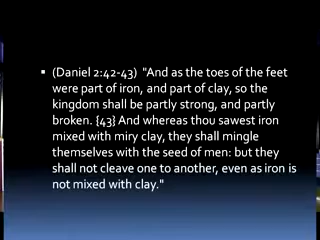 ▪ (Daniel 2:42-43)  "And as the toes of the feet
were part of iron, and part of clay, so the
kingdom shall be partly strong, and partly
broken. {43} And whereas thou sawest iron
mixed with miry clay, they shall mingle
themselves with the seed of men: but they
shall not cleave one to another, even as iron is
not mixed with clay."